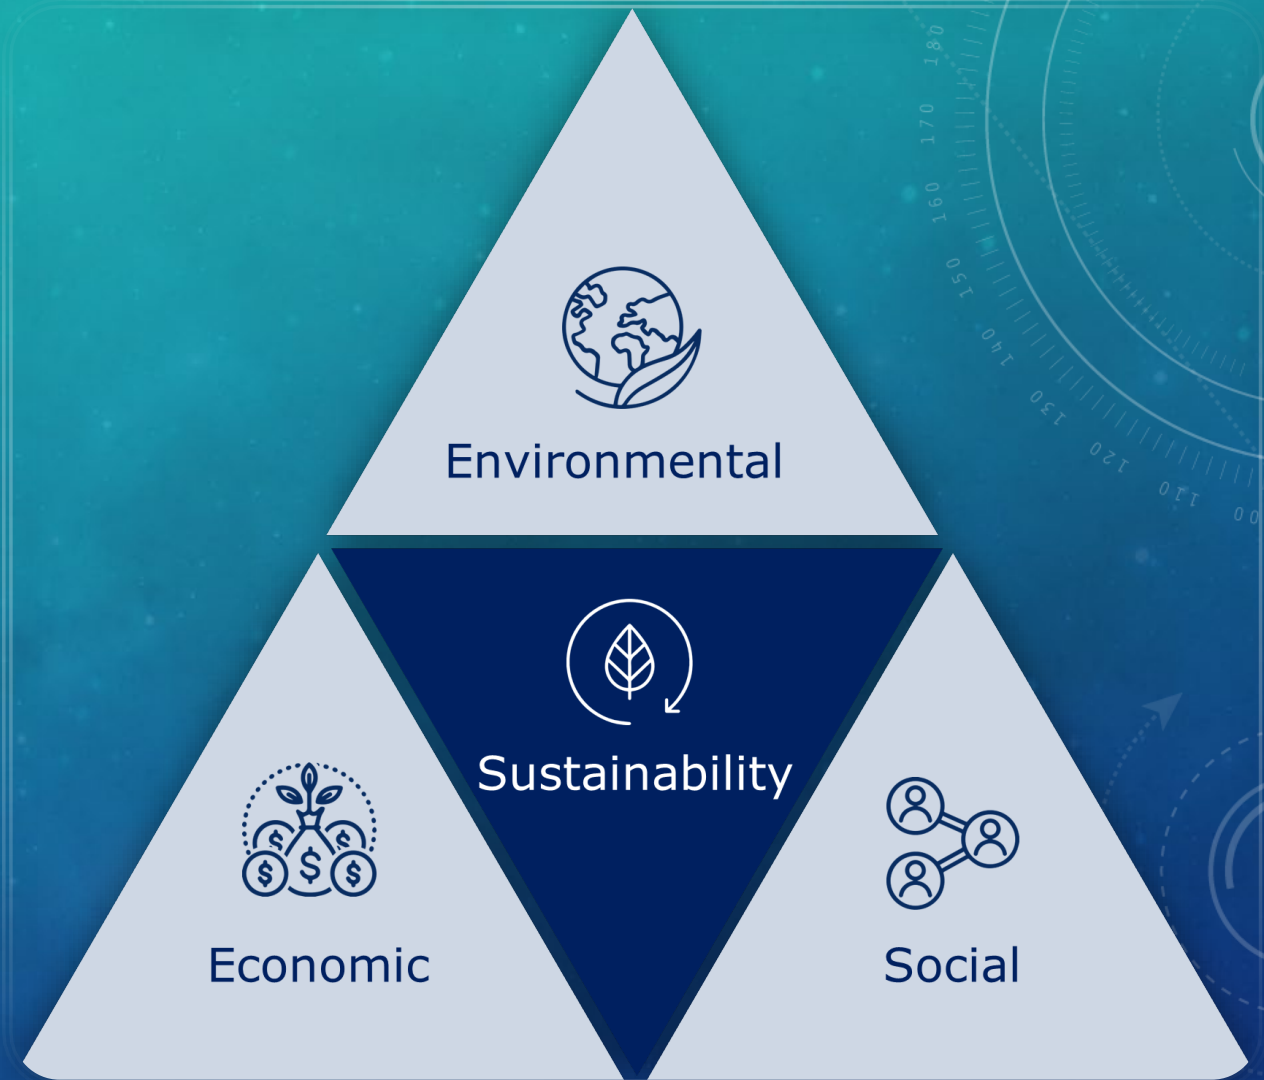 180
170
160
150
140
130
120
110
Environmental
Sustainability
$ $
$ $ $
Economic
Social